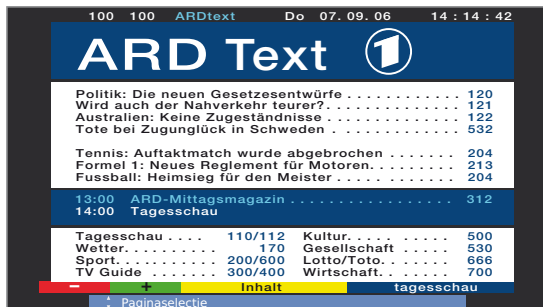 100 100 ARDtext Do 07. 09. 06 14 : 14 : 42
ARD Text 1
Politik: Die neuen Gesetzesentwürfe . . . . . . . . . . . . 120
Wird auch der Nahverkehr teurer?. . . . . . . . . . . . . . 121
Australien: Keine Zugeständnisse . . . . . . . . . . . . . . 122
Tote bei Zugunglück in Schweden . . . . . . . . . . . . . 532
Tennis: Auftaktmatch wurde abgebrochen . . . . . . . 204
Formel 1: Neues Reglement für Motoren. . . . . . . . . 213
Fussball: Heimsieg für den Meister . . . . . . . . . . . . 204
13:00 ARD-Mittagsmagazin . . . . . . . . . . . . . . . . . 312
14:00 Tagesschau
Tagesschau . . . . 110/112 Kultur. . . . . . . . . 500
Wetter. . . . . . . . . . 170 Gesellschaft . . . . . 530
Sport. . . . . . . . . . . 200/600 Lotto/Toto. . . . . . 666
TV Guide . . . . . . . 300/400 Wirtschaft. . . . . . 700
− + Inhalt tagesschau
Paginaselectie